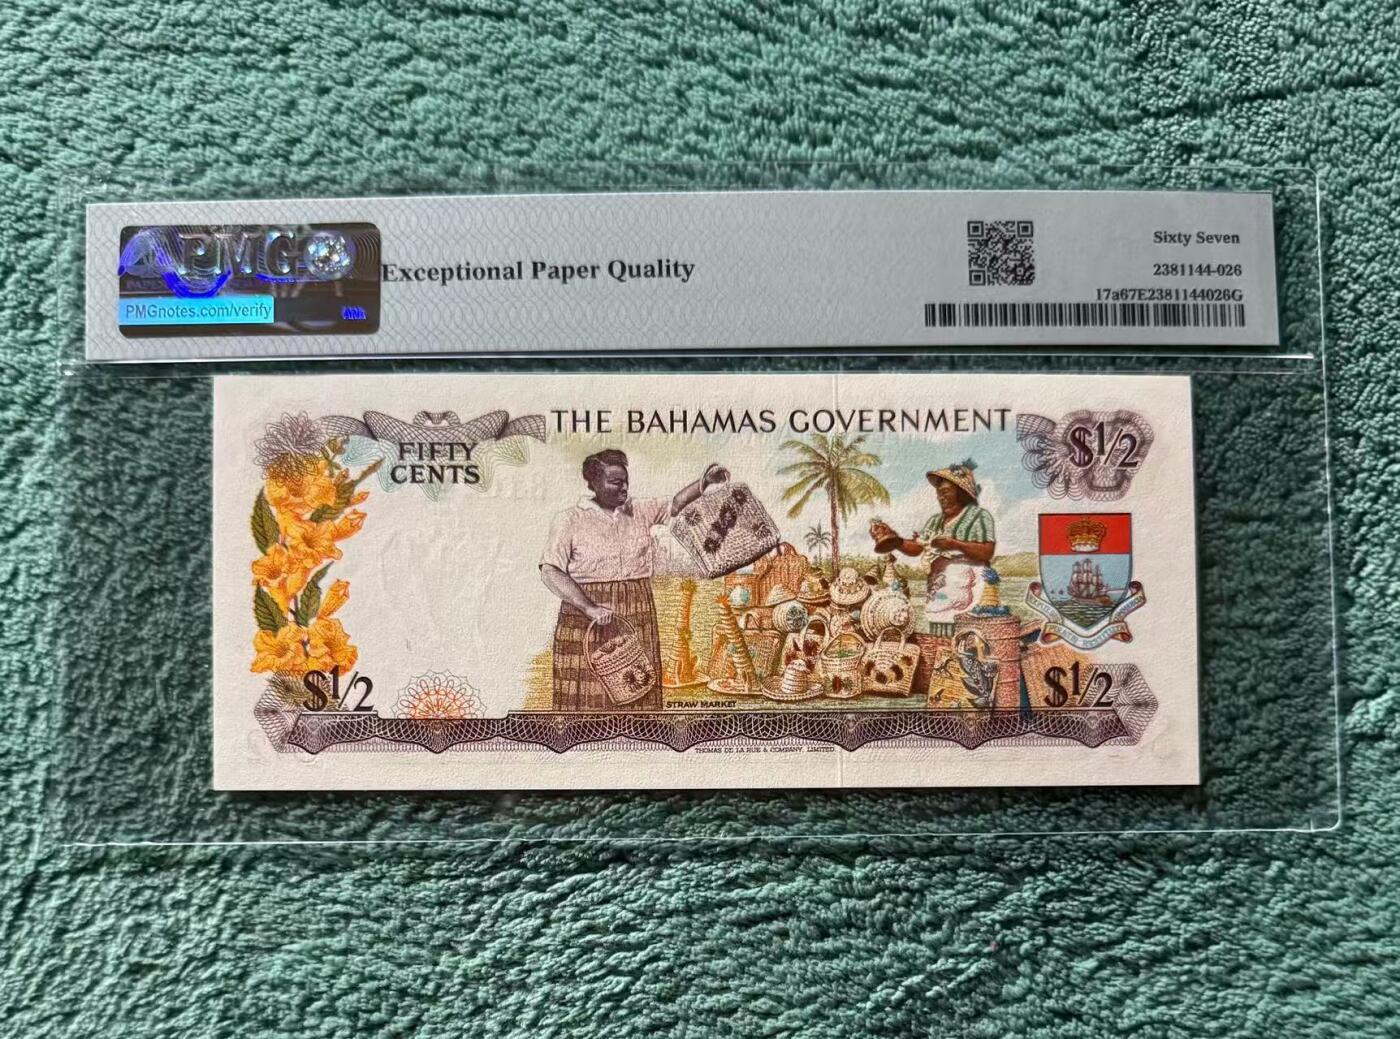 PMG
PMGnotes.com/verify
Exceptional Paper Quality
Sixty Seven
2381144-026
17a67E2381144026G
THE BAHAMAS GOVERNMENT
FIFTY
CENTS
$1/2
$1/2
STRAW MARKET
$1/2
THOMAS DE LA RUE & COMPANY, LIMITED.